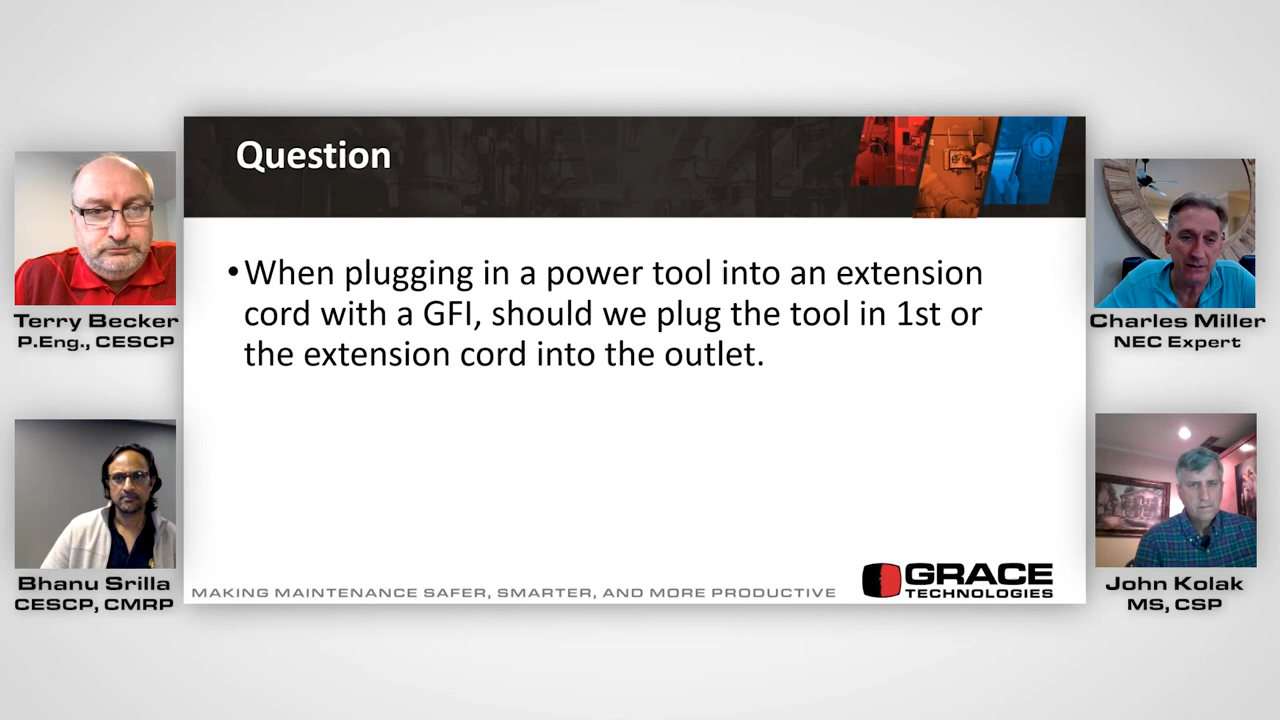 Question
•When plugging in a power tool into an extension
cord with a GFI, should we plug the tool in 1st or
the extension cord into the outlet.
MAKING MAINTENANCE SAFER, SMARTER, AND MORE PRODUCTIVE
GRACE
TECHNOLOGIES
Terry Becker
P.Eng., CESCP
Bhanu Srilla
CESCP, CMRP
Charles Miller
NEC Expert
John Kolak
MS, CSP